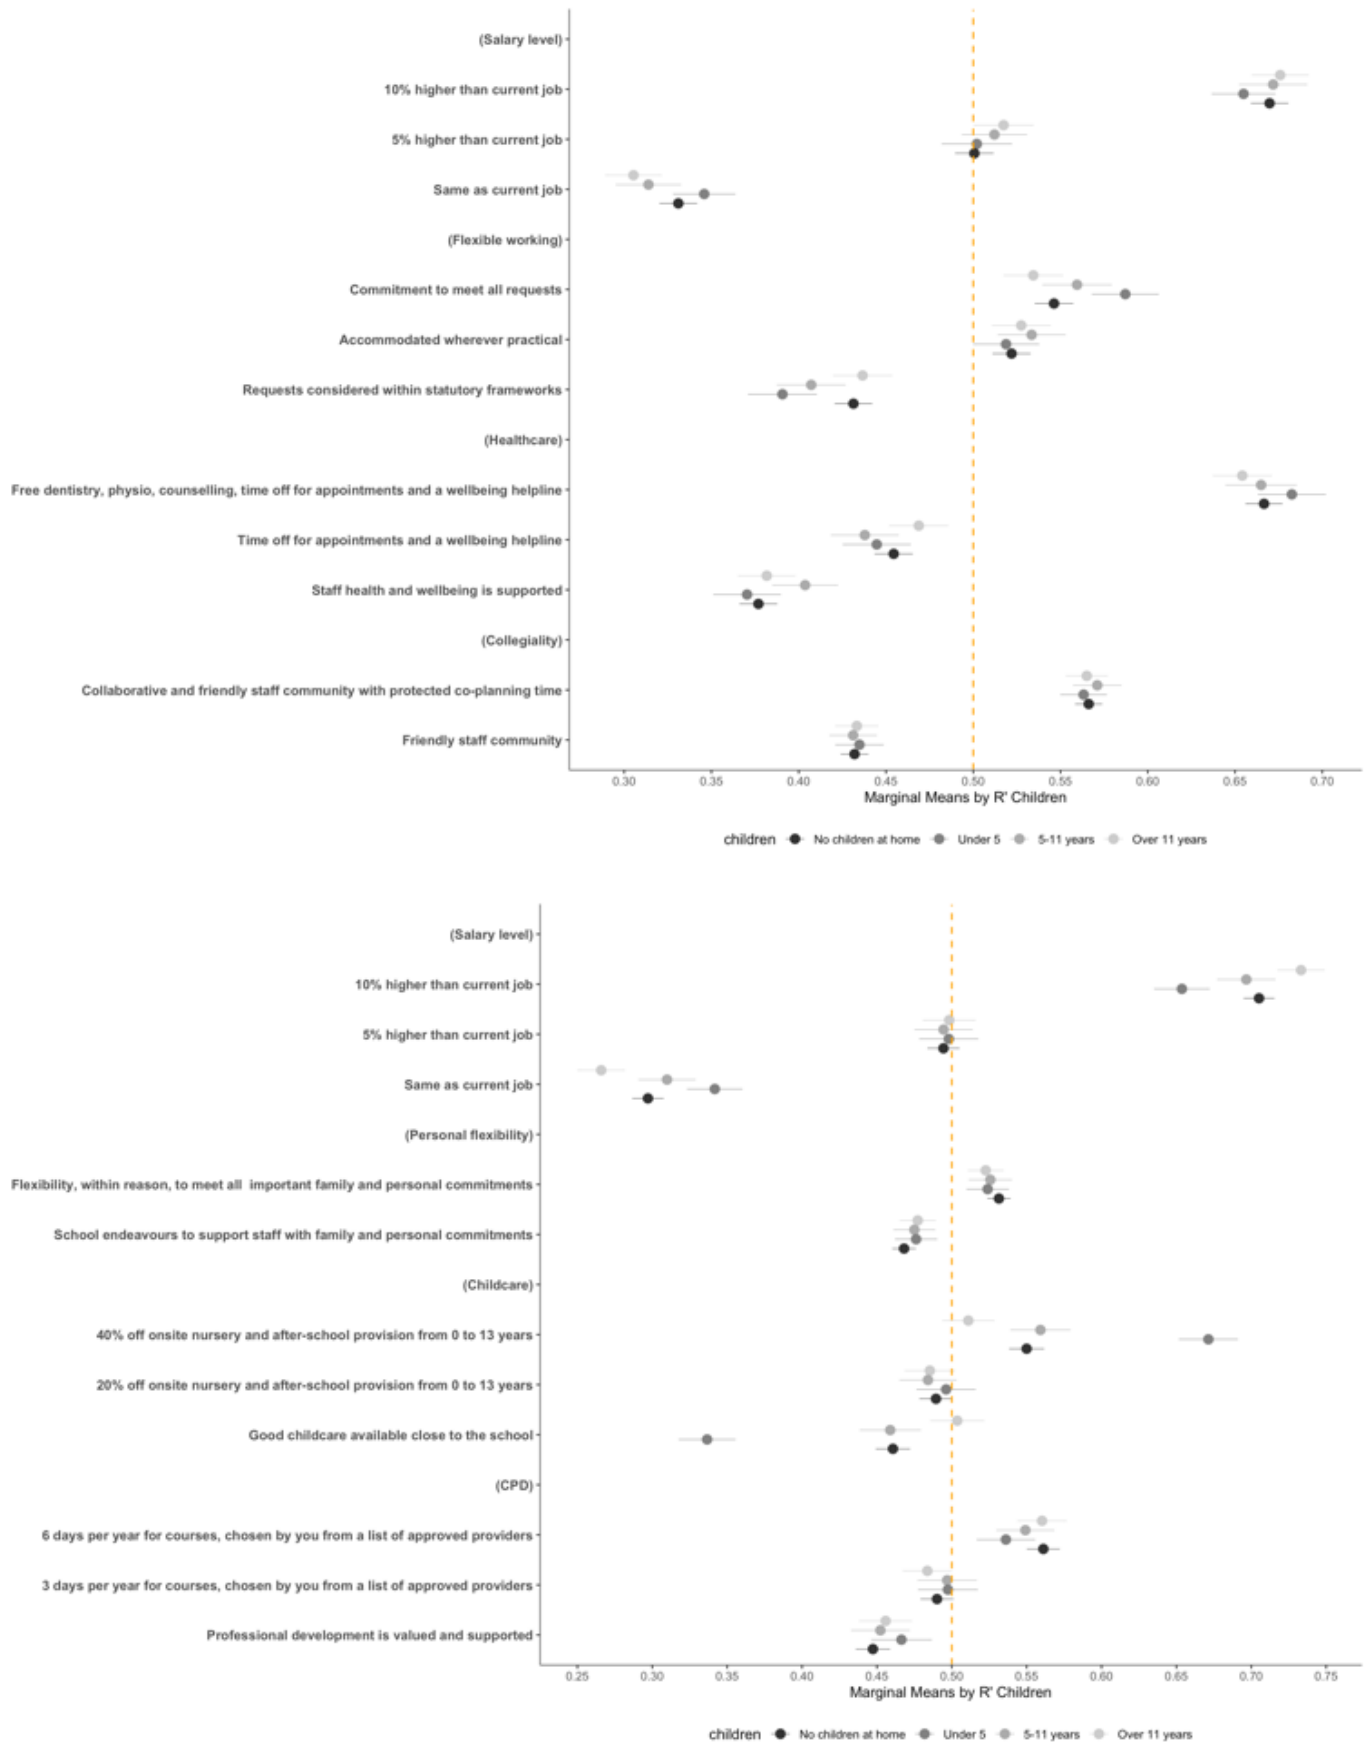 (Salary level)
10% higher than current job
5% higher than current job
Same as current job
(Flexible working)
Commitment to meet all requests
Accommodated wherever practical
Requests considered within statutory frameworks
(Healthcare)
Free dentistry, physio, counselling, time off for appointments and a wellbeing helpline
Time off for appointments and a wellbeing helpline
Staff health and wellbeing is supported
(Collegiality)
Collaborative and friendly staff community with protected co-planning time
Friendly staff community
0.30 0.35 0.40 0.45 0.50 0.55 0.60 0.65 0.70
Marginal Means by R' Children
children No children at home Under 5 5-11 years Over 11 years
(Salary level)
10% higher than current job
5% higher than current job
Same as current job
(Personal flexibility)
Flexibility, within reason, to meet all important family and personal commitments
School endeavours to support staff with family and personal commitments
(Childcare)
40% off onsite nursery and after-school provision from 0 to 13 years
20% off onsite nursery and after-school provision from 0 to 13 years
Good childcare available close to the school
(CPD)
6 days per year for courses, chosen by you from a list of approved providers
3 days per year for courses, chosen by you from a list of approved providers
Professional development is valued and supported
0.25 0.30 0.35 0.40 0.45 0.50 0.55 0.60 0.65 0.70 0.75
Marginal Means by R' Children
children No children at home Under 5 5-11 years Over 11 years